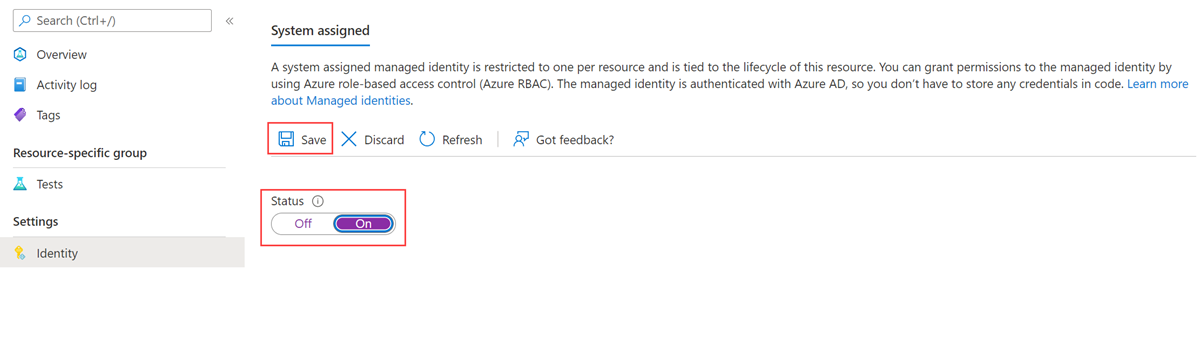 Search (Ctrl+/)
«
Overview
Activity log
Tags
Resource-specific group
Tests
Settings
Identity
System assigned
A system assigned managed identity is restricted to one per resource and is tied to the lifecycle of this resource. You can grant permissions to the managed identity by
using Azure role-based access control (Azure RBAC). The managed identity is authenticated with Azure AD, so you don’t have to store any credentials in code. Learn more
about Managed identities.
Save Discard Refresh Got feedback?
Status
Off On